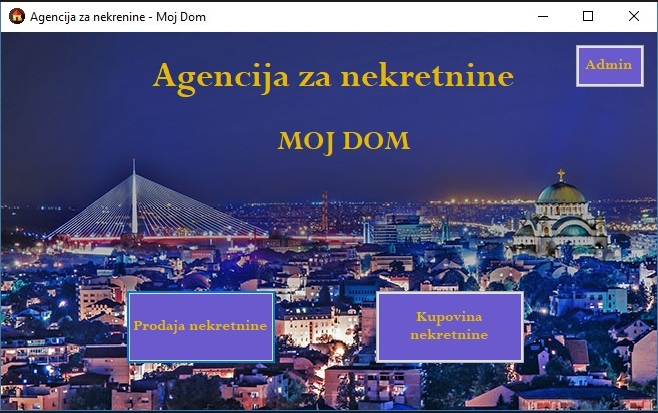 Agencija za nekrenine - Moj Dom
Admin
Agencija za nekretnine
MOJ DOM
Prodaja nekretnine
Kupovina
nekretnine